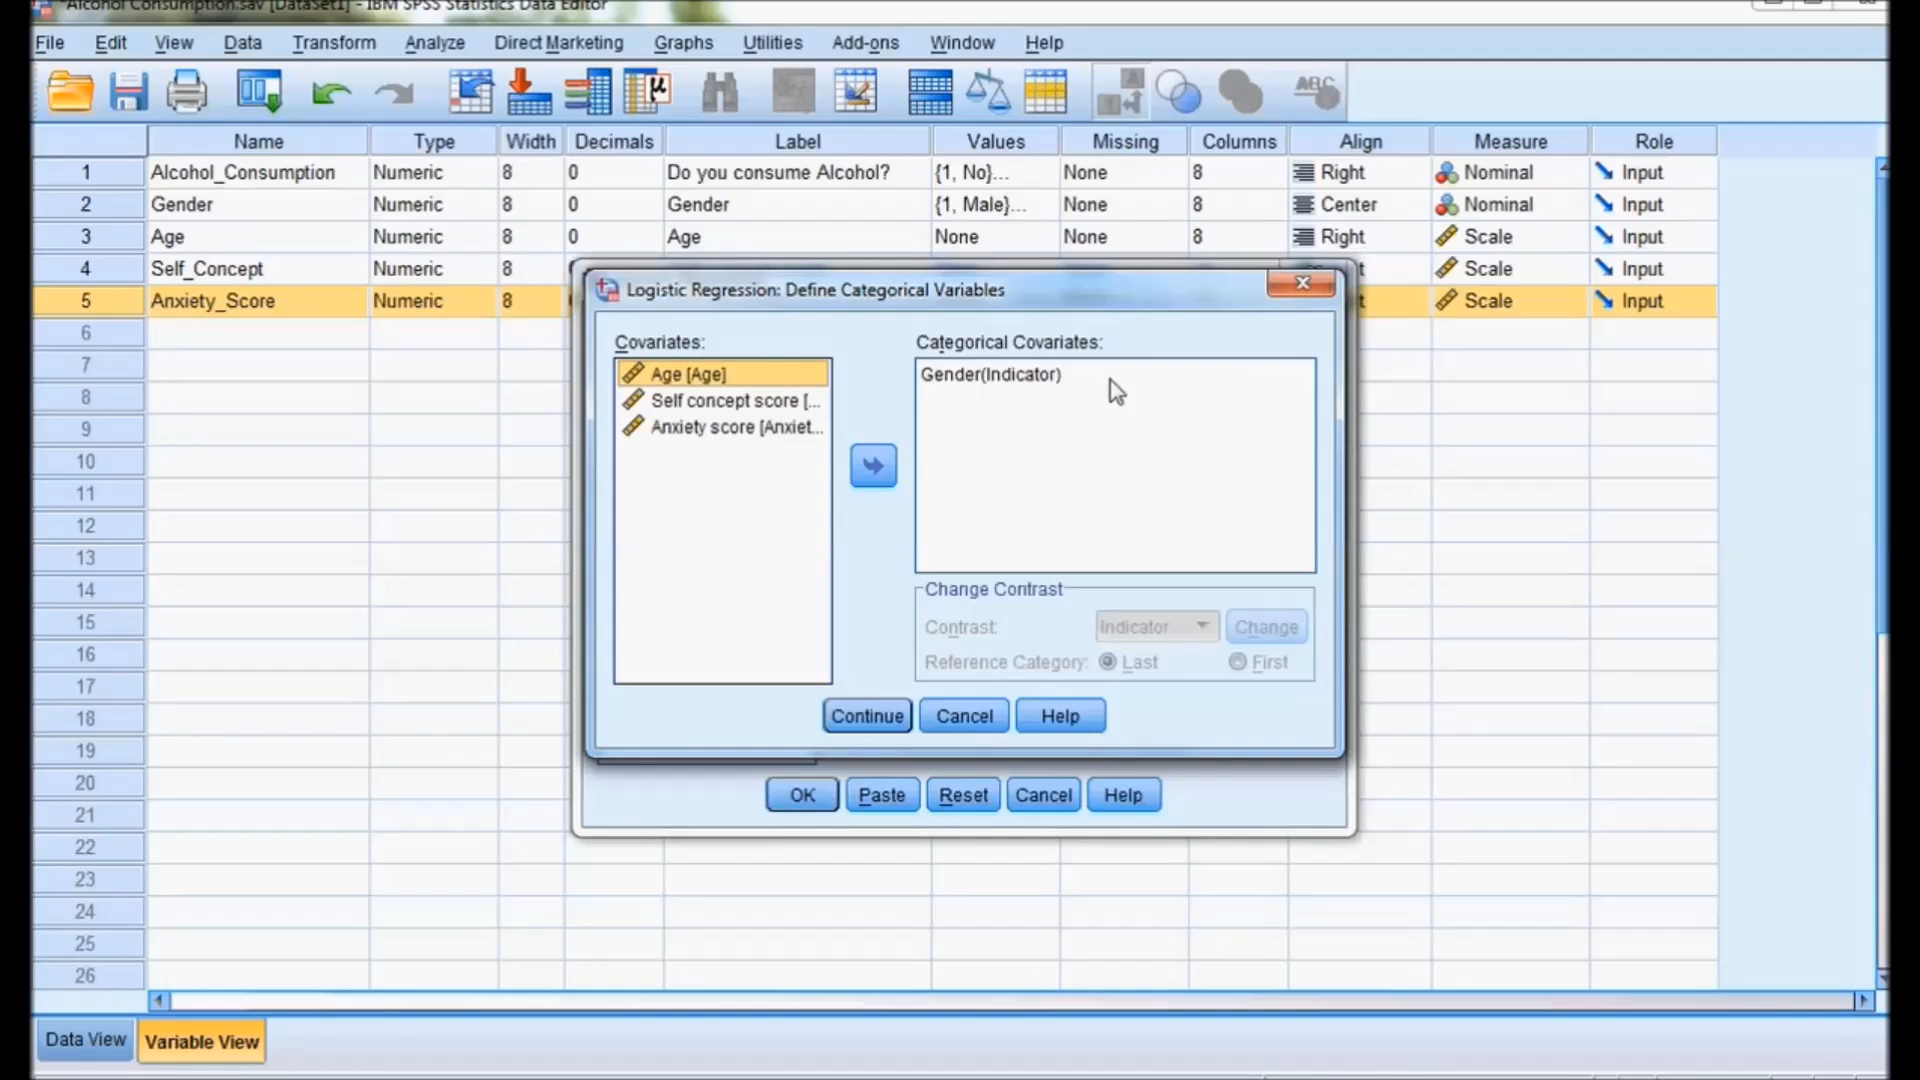 *Alcohol Consumption.sav [DataSet1] - IBM SPSS Statistics Data Editor
File Edit View Data Transform Analyze Direct Marketing Graphs Utilities Add-ons Window Help
Name Type Width Decimals Label Values Missing Columns Align Measure Role
1 Alcohol_Consumption Numeric 8 0 Do you consume Alcohol? {1, No}... None 8 Right Nominal Input
2 Gender Numeric 8 0 Gender {1, Male}... None 8 Center Nominal Input
3 Age Numeric 8 0 Age None None 8 Right Scale Input
4 Self_Concept Numeric 8 Scale Input
5 Anxiety_Score Numeric 8 Scale Input
6
7
8
9
10
11
12
13
14
15
16
17
18
19
20
21
22
23
24
25
26
Logistic Regression: Define Categorical Variables
Covariates:
Age [Age]
Self concept score [...
Anxiety score [Anxiet...
Categorical Covariates:
Gender(Indicator)
Change Contrast
Contrast: Indicator Change
Reference Category: Last First
Continue Cancel Help
OK Paste Reset Cancel Help
Data View Variable View